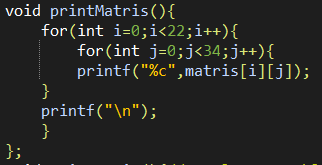 void printMatris(){
for(int i=0;i<22;i++){
for(int j=0;j<34;j++){
printf("%c",matris[i][j]);
}
printf("\n");
}
};